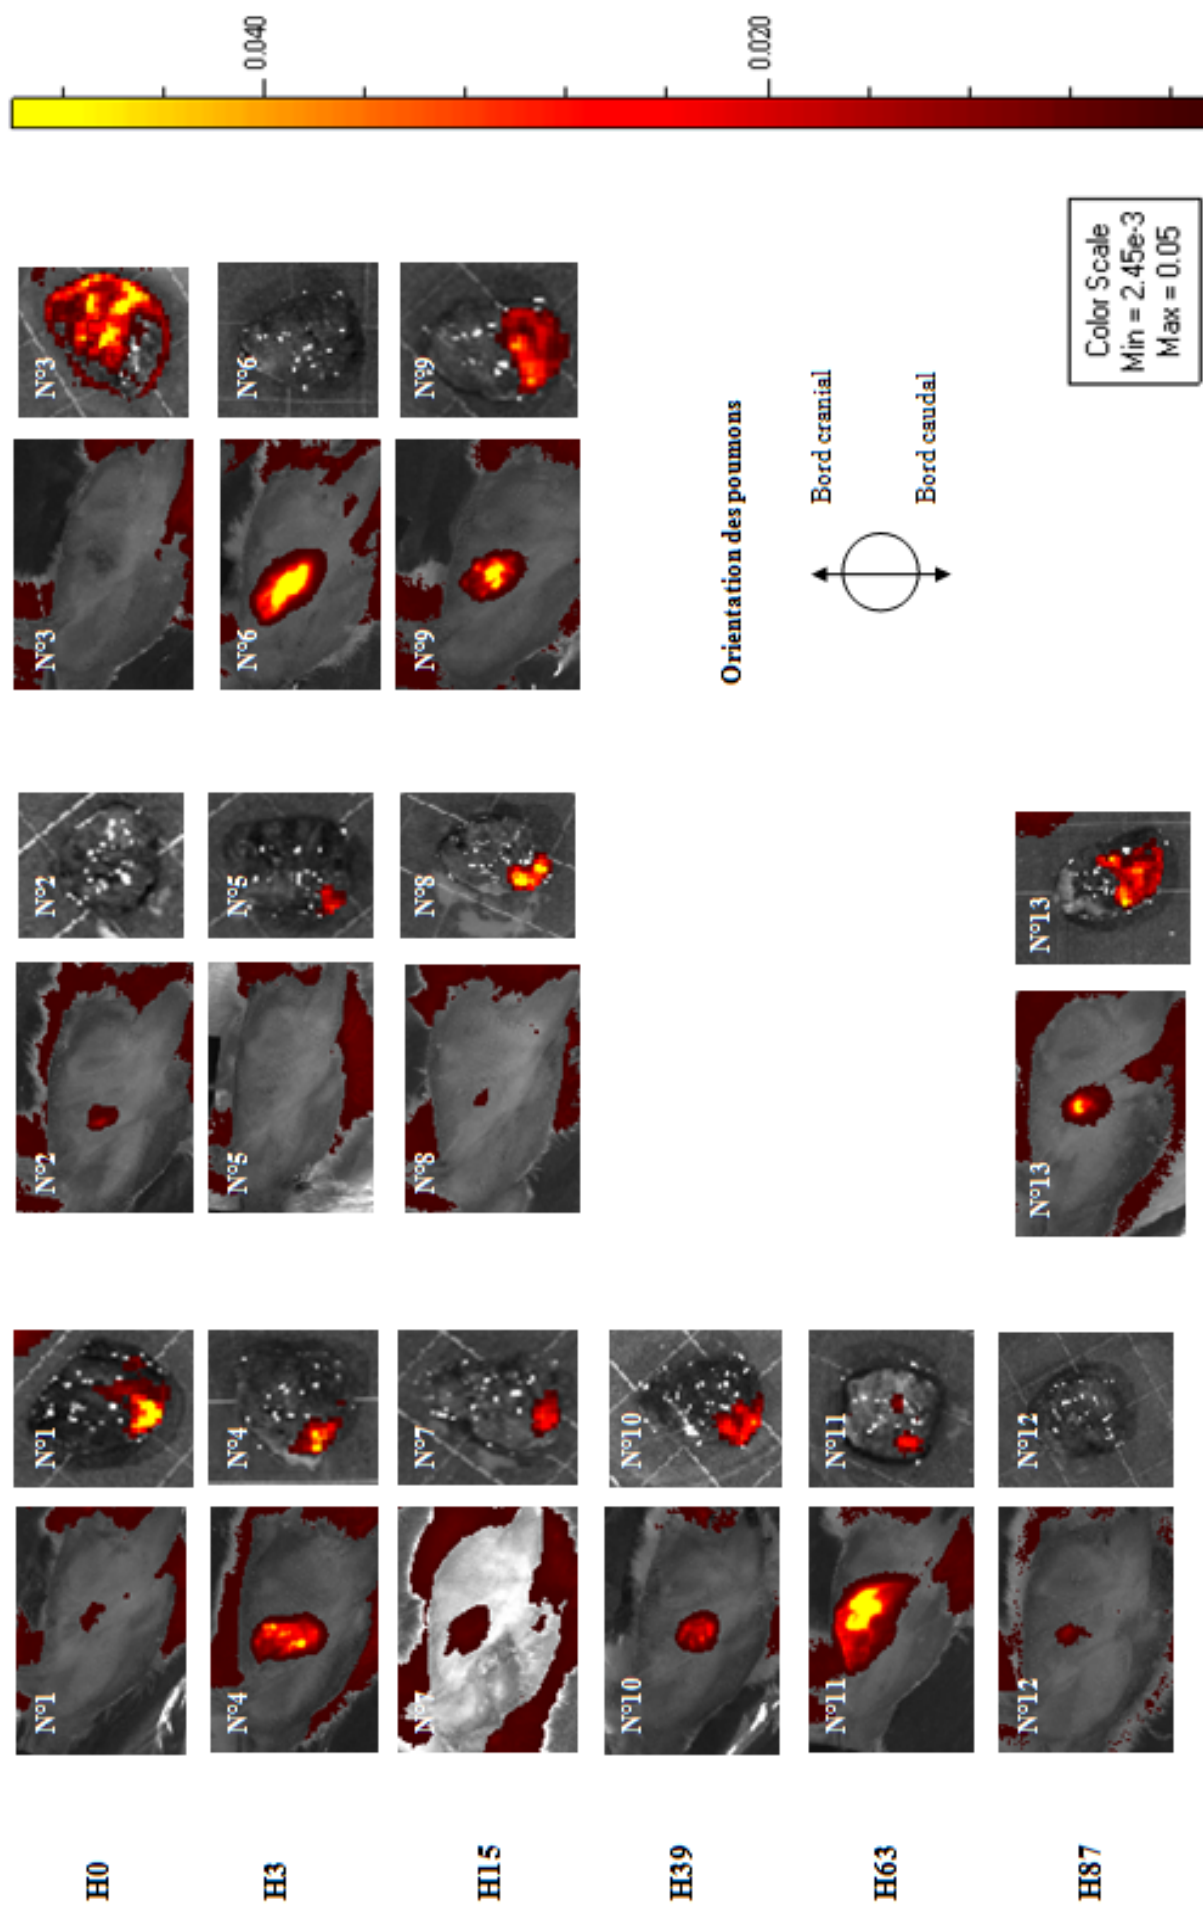 H0
N°1
N°1
N°2
N°2
N°3
N°3
H3
N°4
N°4
N°5
N°5
N°6
N°6
0.040
H15
N°7
N°7
N°8
N°8
N°9
N°9
H39
N°10
N°10
Orientation des poumons
0.020
Bord cranial
H63
N°11
N°11
Bord caudal
H87
N°12
N°12
N°13
N°13
Color Scale
Min = 2.45e-3
Max = 0.05